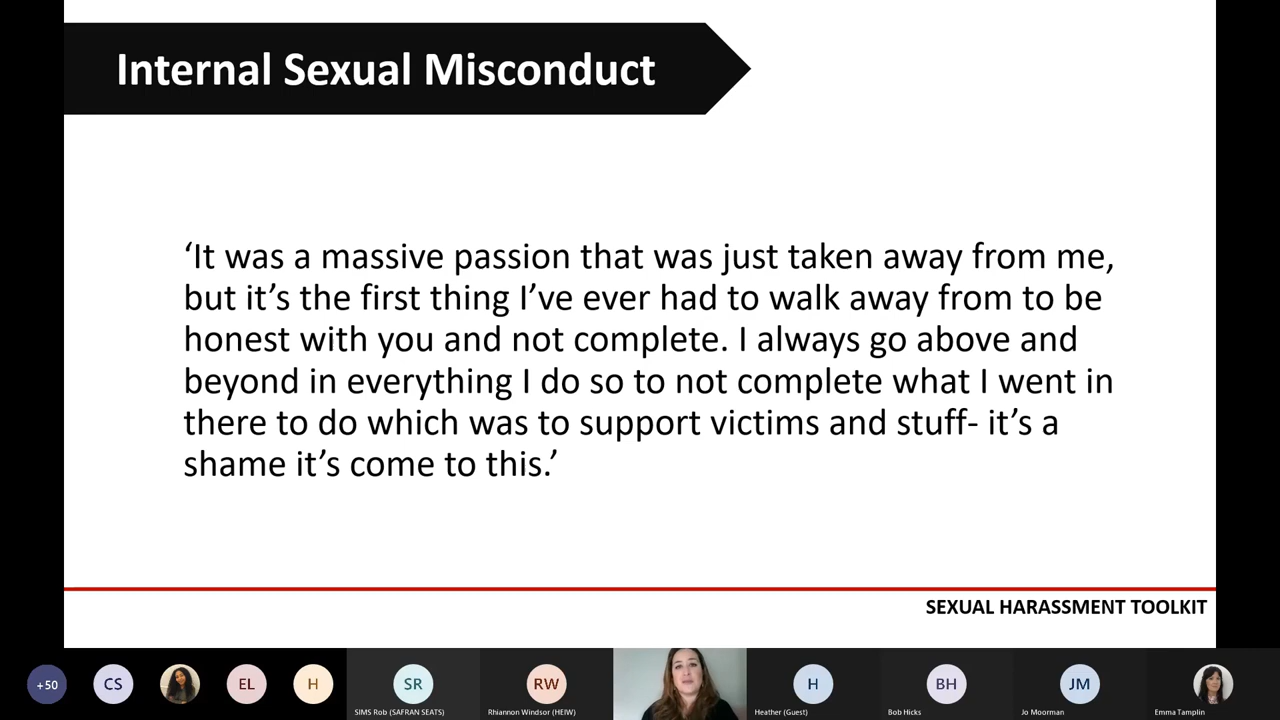 Internal Sexual Misconduct
‘It was a massive passion that was just taken away from me,
but it’s the first thing I’ve ever had to walk away from to be
honest with you and not complete. I always go above and
beyond in everything I do so to not complete what I went in
there to do which was to support victims and stuff- it’s a
shame it’s come to this.’
SEXUAL HARASSMENT TOOLKIT
+50
CS
EL
H
SR
RW
H
BH
JM
SIMS Rob (SAFRAN SEATS)
Rhiannon Windsor (HEIW)
Heather (Guest)
Bob Hicks
Jo Moorman
Emma Tamplin